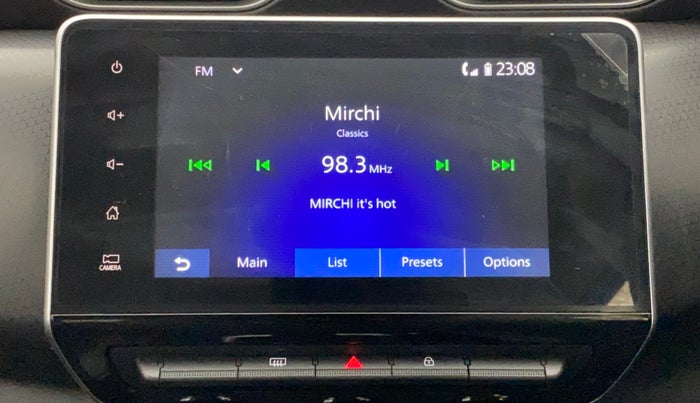 FM
23:08
Mirchi
Classics
98.3 MHz
MIRCHI it's hot
Main List Presets Options
CAMERA